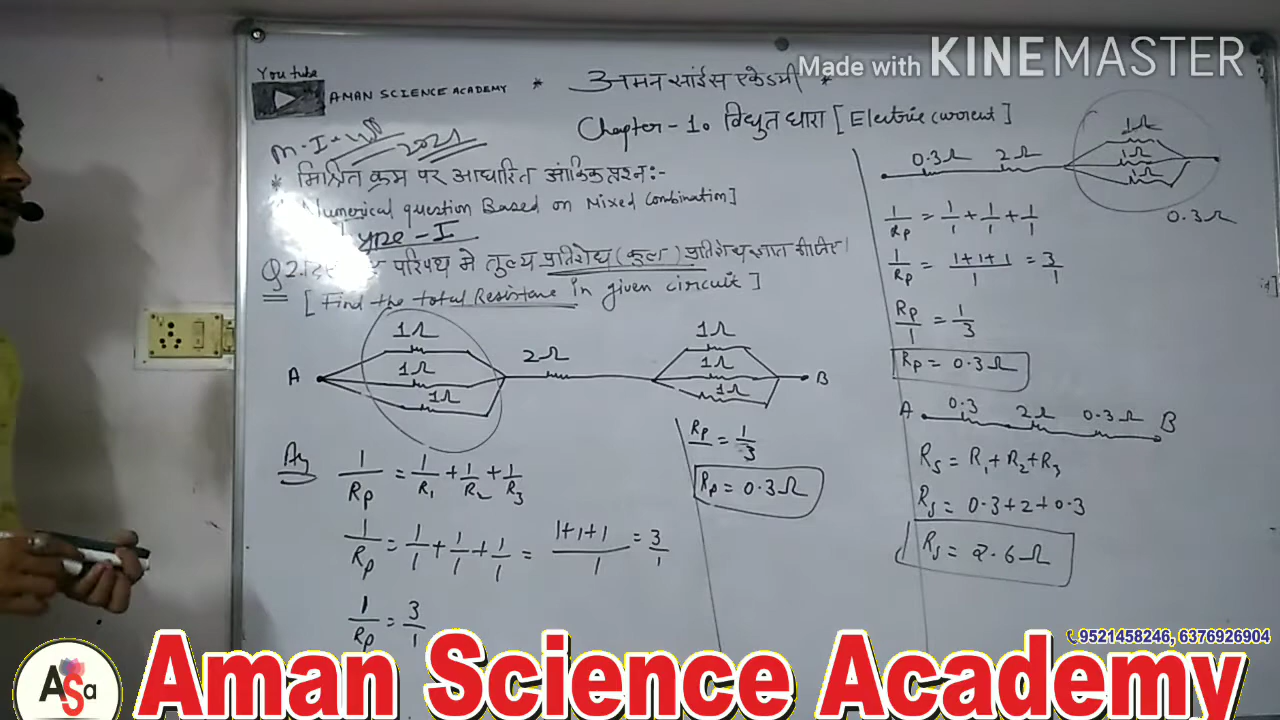 Made with KINEMASTER
You tube
AMAN SCIENCE ACADEMY * अमन साइंस एकेडमी *
Chapter - 10 विद्युत धारा [Electric current]
2021
* मिश्रित क्रम पर आधारित आंकिक प्रश्न:-
Numerical question Based on Mixed Combination]
Type - I
Q 2. परिपथ में तुल्य प्रतिरोध (कुल) प्रतिरोध ज्ञात कीजिए।
[Find the total Resistane in given circuit]
1Ω
1Ω
1Ω
A
2Ω
1Ω
1Ω
1Ω
B
1/Rp = 1/R1 + 1/R2 + 1/R3
1/Rp = 1/1 + 1/1 + 1/1 = 1+1+1/1 = 3/1
1/Rp = 3/1
Rp = 1/3
Rp = 0.3Ω
0.3Ω 2Ω
1Ω
1Ω
1Ω
0.3Ω
1/Rp = 1/1 + 1/1 + 1/1
1/Rp = 1+1+1/1 = 3/1
Rp/1 = 1/3
Rp = 0.3Ω
A 0.3 2Ω 0.3Ω B
Rs = R1 + R2 + R3
Rs = 0.3 + 2 + 0.3
Rs = 2.6Ω
9521458246, 6376926904
ASa
Aman Science Academy